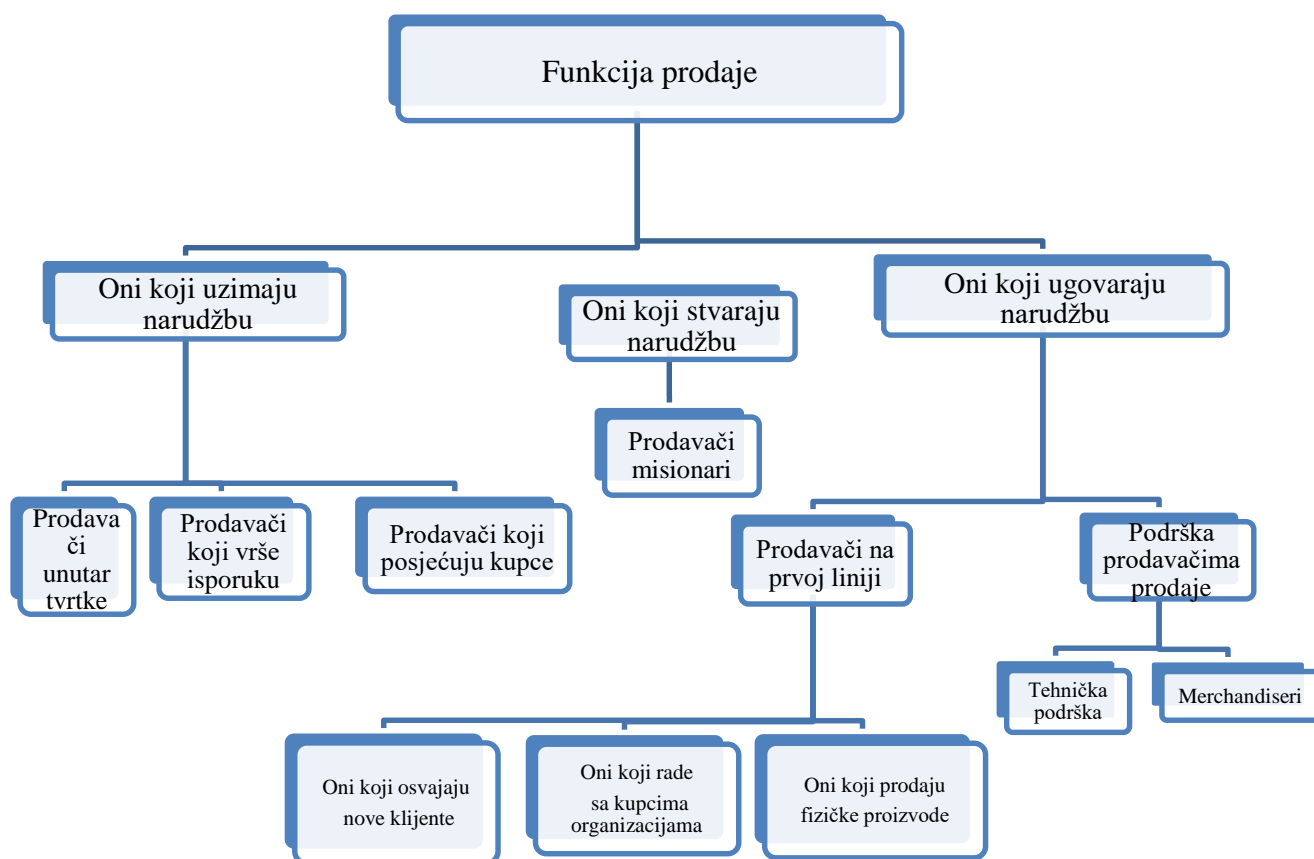 Funkcija prodaje
Oni koji uzimaju
narudžbu
Oni koji stvaraju
narudžbu
Oni koji ugovaraju
narudžbu
Prodavači
misionari
Prodava
či
unutar
tvrtke
Prodavači
koji vrše
isporuku
Prodavači koji
posjećuju kupce
Prodavači na
prvoj liniji
Podrška
prodavačima
prodaje
Tehnička
podrška
Merchandiseri
Oni koji osvajaju
nove klijente
Oni koji rade
sa kupcima
organizacijama
Oni koji prodaju
fizičke proizvode